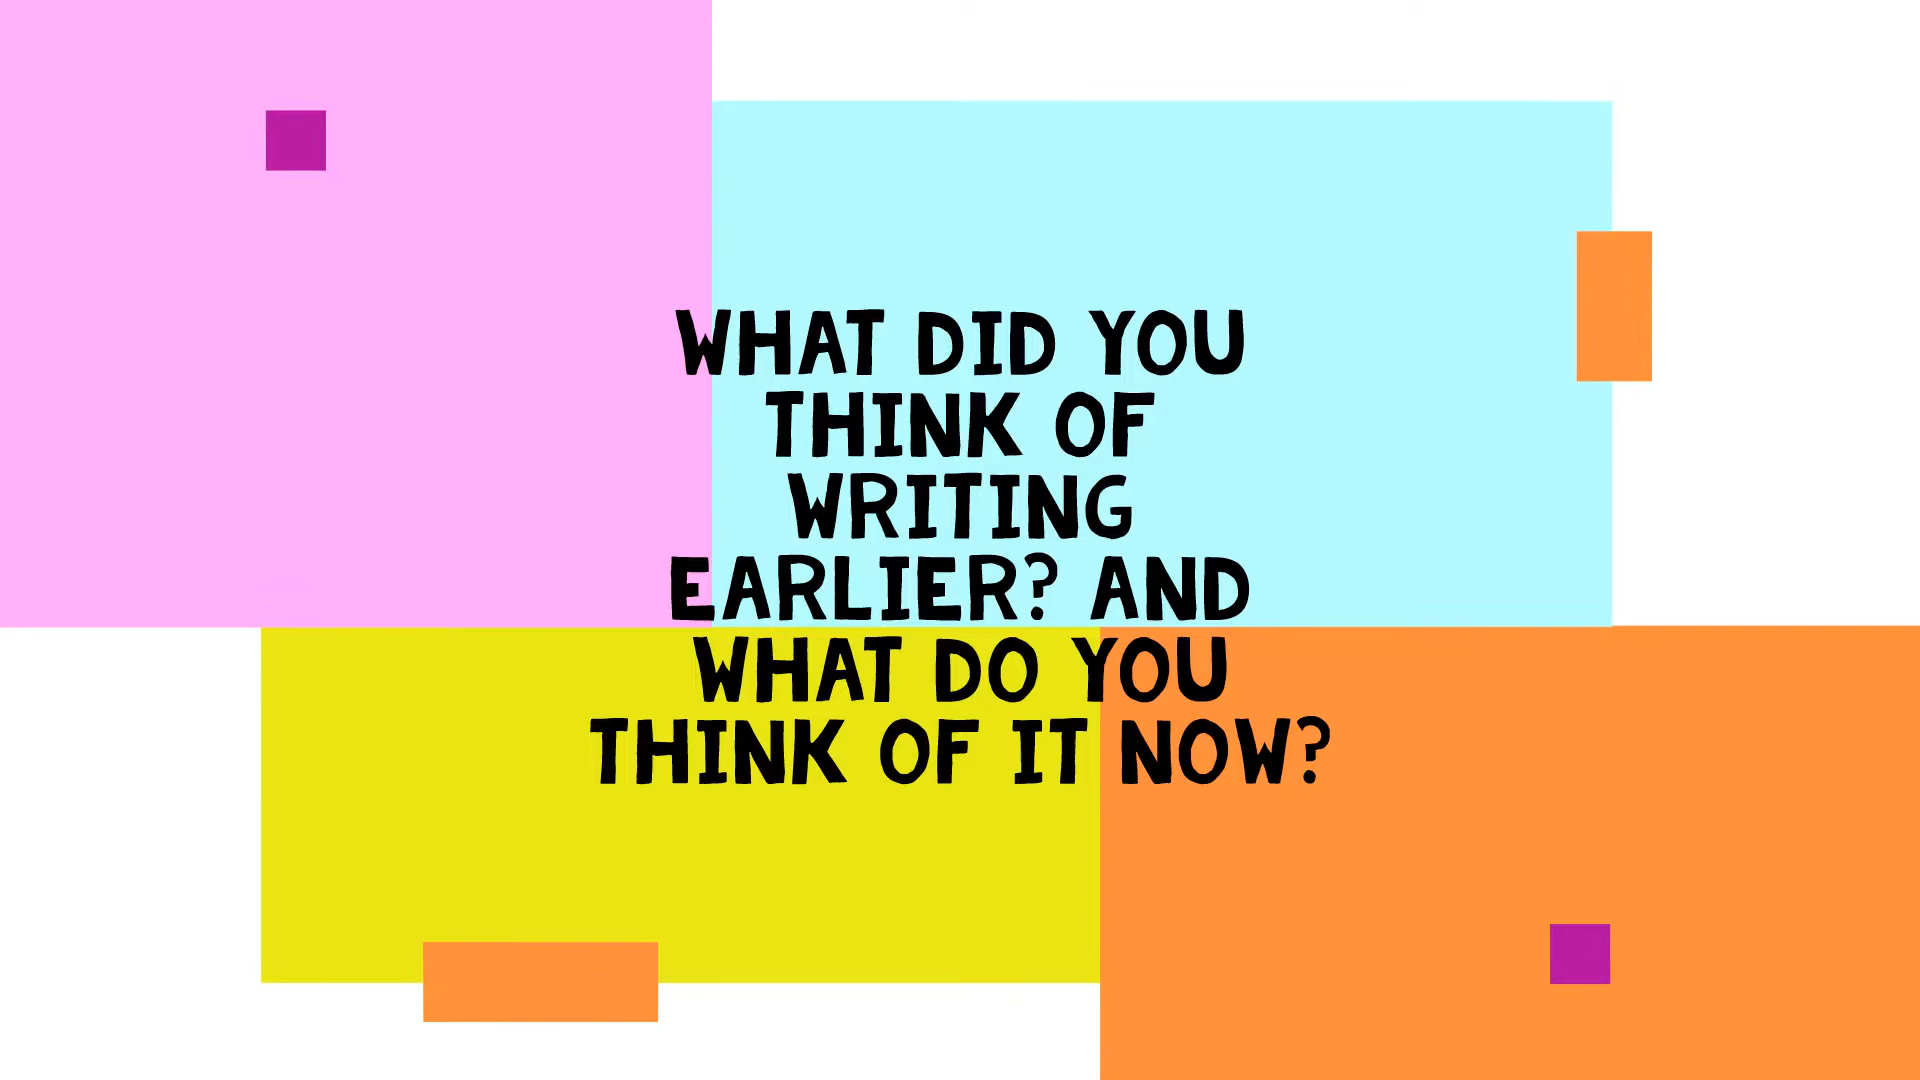 WHAT DID YOU
THINK OF
WRITING
EARLIER? AND
WHAT DO YOU
THINK OF IT NOW?